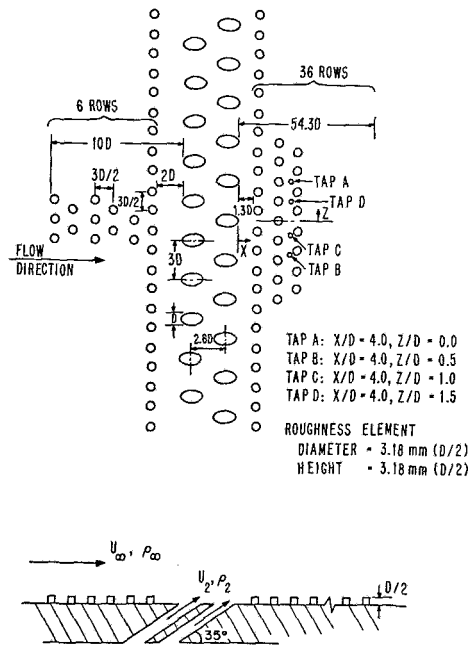 36 ROWS
6 ROWS
54.3D
10D
3D/2
2D
3D/2
1.3D
TAP A
TAP D
Z
X
TAP C
TAP B
FLOW
DIRECTION
3D
D
2.6D
TAP A: X/D = 4.0, Z/D = 0.0
TAP B: X/D = 4.0, Z/D = 0.5
TAP C: X/D = 4.0, Z/D = 1.0
TAP D: X/D = 4.0, Z/D = 1.5
ROUGHNESS ELEMENT
DIAMETER = 3.18 mm (D/2)
HEIGHT = 3.18 mm (D/2)
U∞, ρ∞
U2, ρ2
D/2
35°